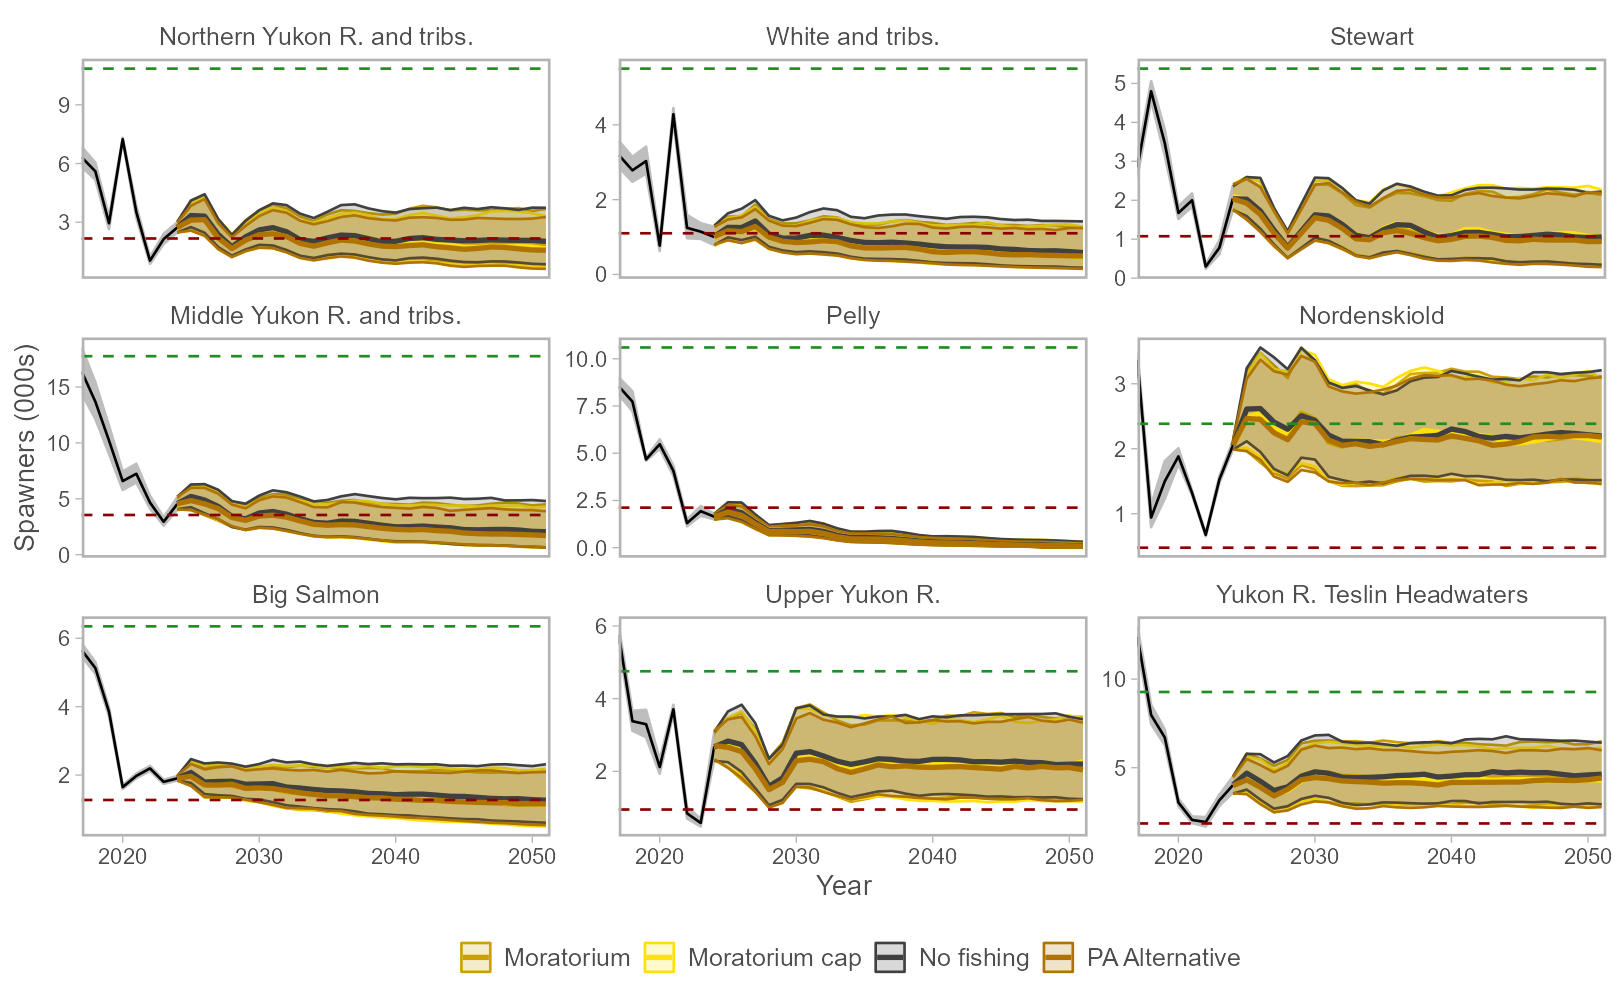 Northern Yukon R. and tribs.
White and tribs.
Stewart
9
6
3
4
2
0
5
4
3
2
1
0
Middle Yukon R. and tribs.
Pelly
Nordenskiold
Spawners (000s)
15
10
5
0
10.0
7.5
5.0
2.5
0.0
3
2
1
Big Salmon
Upper Yukon R.
Yukon R. Teslin Headwaters
6
4
2
6
4
2
10
5
2020 2030 2040 2050
2020 2030 2040 2050
2020 2030 2040 2050
Year
Moratorium Moratorium cap No fishing PA Alternative